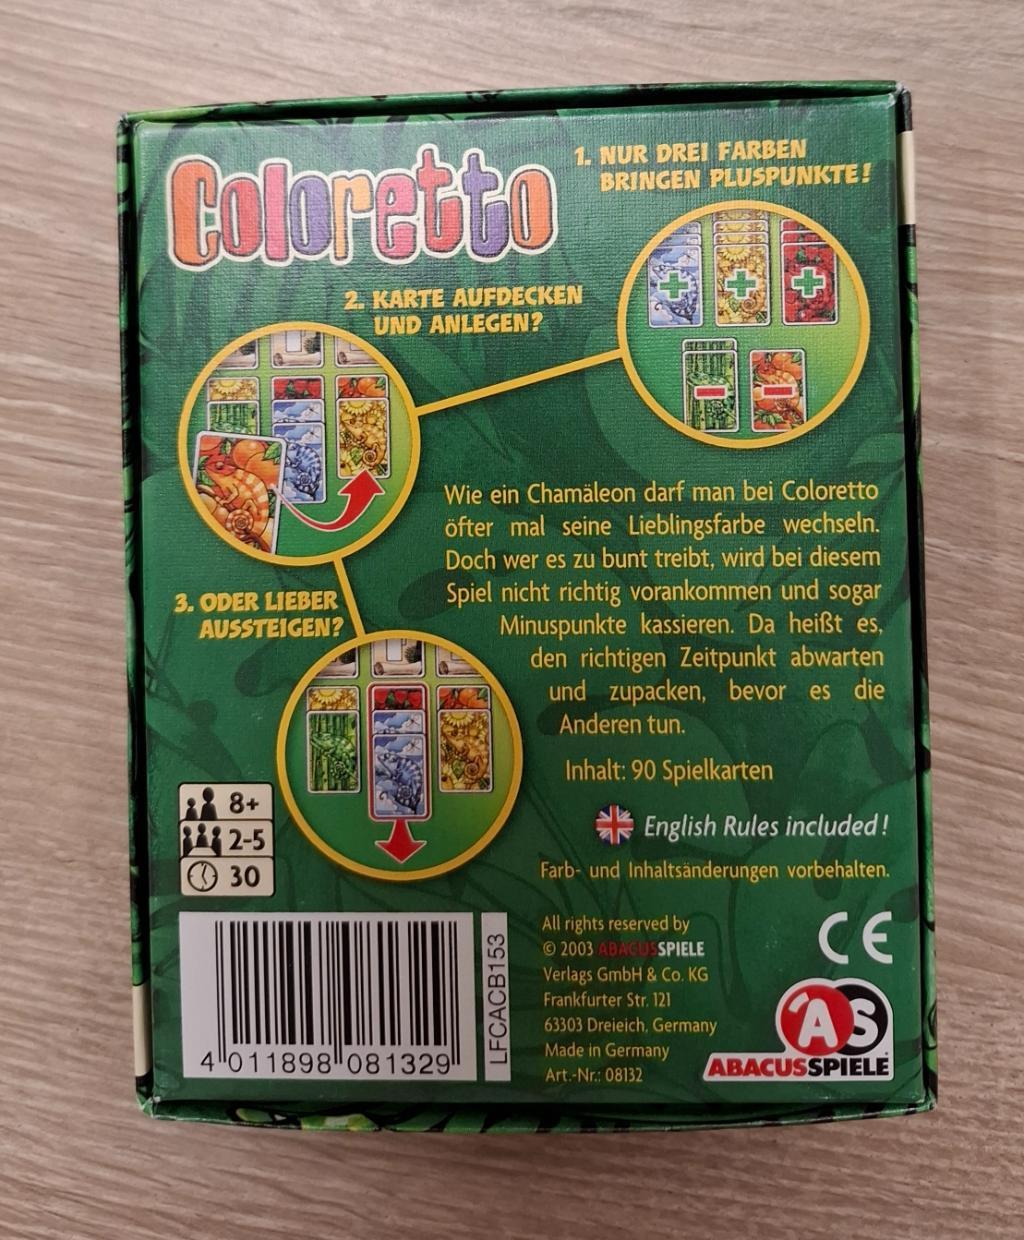 Coloretto
1. NUR DREI FARBEN
BRINGEN PLUSPUNKTE!
2. KARTE AUFDECKEN
UND ANLEGEN?
3. ODER LIEBER
AUSSTEIGEN?
Wie ein Chamäleon darf man bei Coloretto
öfter mal seine Lieblingsfarbe wechseln.
Doch wer es zu bunt treibt, wird bei diesem
Spiel nicht richtig vorankommen und sogar
Minuspunkte kassieren. Da heißt es,
den richtigen Zeitpunkt abwarten
und zupacken, bevor es die
Anderen tun.
Inhalt: 90 Spielkarten
English Rules included!
Farb- und Inhaltsänderungen vorbehalten.
8+
2-5
30
4 011898 081329
LFCACB153
All rights reserved by
© 2003 ABACUSSPIELE
Verlags GmbH & Co. KG
Frankfurter Str. 121
63303 Dreieich, Germany
Made in Germany
Art.-Nr.: 08132
CE
AS
ABACUSSPIELE